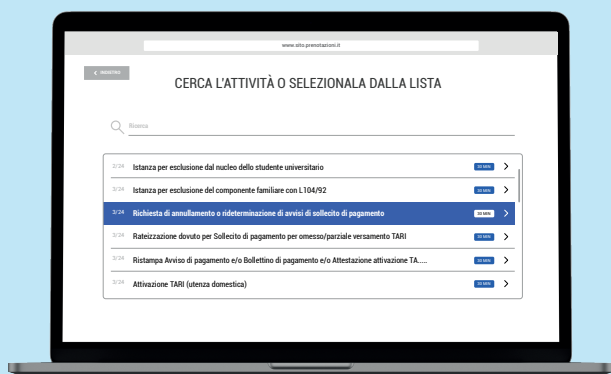 www.sito.prenotazioni.it
INDIETRO
CERCA L'ATTIVITÀ O SELEZIONALA DALLA LISTA
Ricerca
2/24 Istanza per esclusione dal nucleo dello studente universitario 30 MIN
3/24 Istanza per esclusione del componente familiare con L104/92 30 MIN
3/24 Richiesta di annullamento o rideterminazione di avvisi di sollecito di pagamento 30 MIN
3/24 Rateizzazione dovuto per Sollecito di pagamento per omesso/parziale versamento TARI 30 MIN
3/24 Ristampa Avviso di pagamento e/o Bollettino di pagamento e/o Attestazione attivazione TA..... 30 MIN
3/24 Attivazione TARI (utenza domestica) 30 MIN